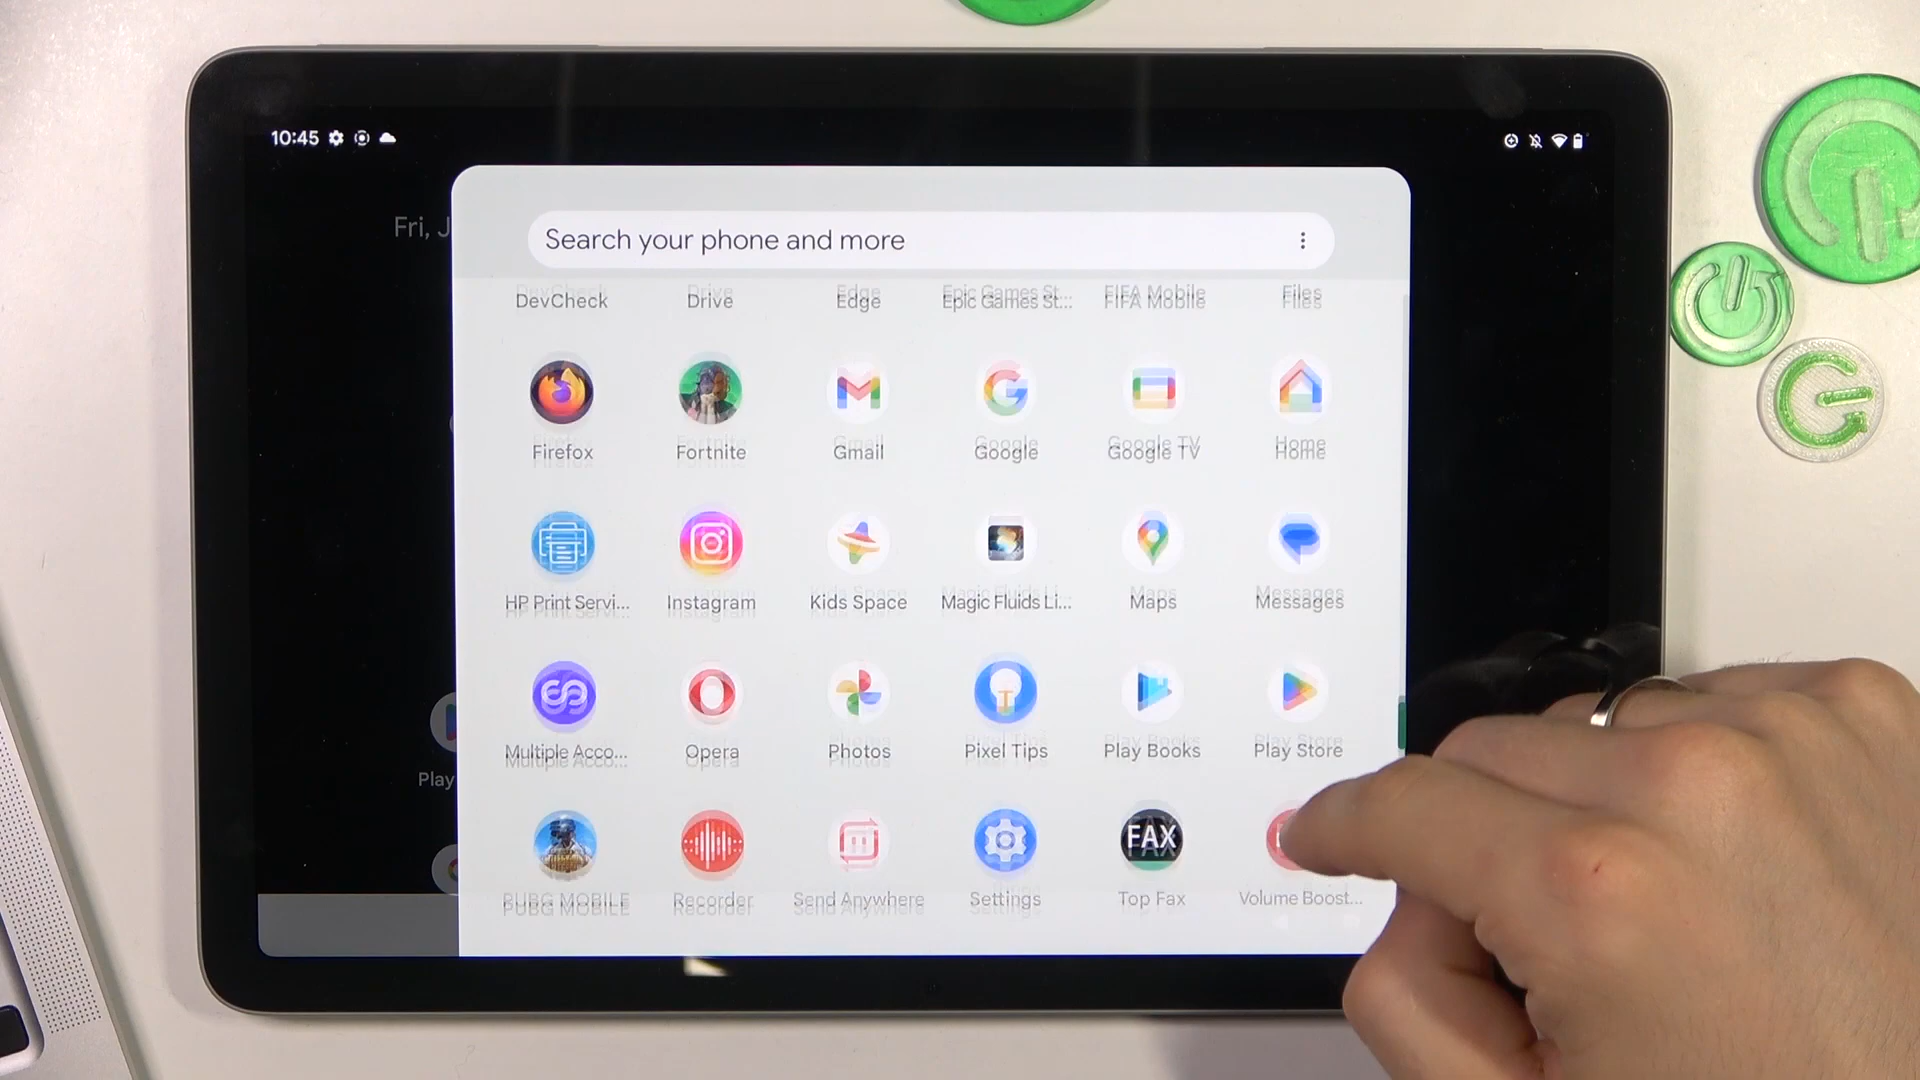 10:45
Fri, J
Search your phone and more
DevCheck Drive Edge Epic Games St... FIFA Mobile Files
Firefox Fortnite Gmail Google Google TV Home
HP Print Servi... Instagram Kids Space Magic Fluids Li... Maps Messages
Multiple Acco... Opera Photos Pixel Tips Play Books Play Store
Play
FAX
PUBG MOBILE Recorder Send Anywhere Settings Top Fax Volume Boost...